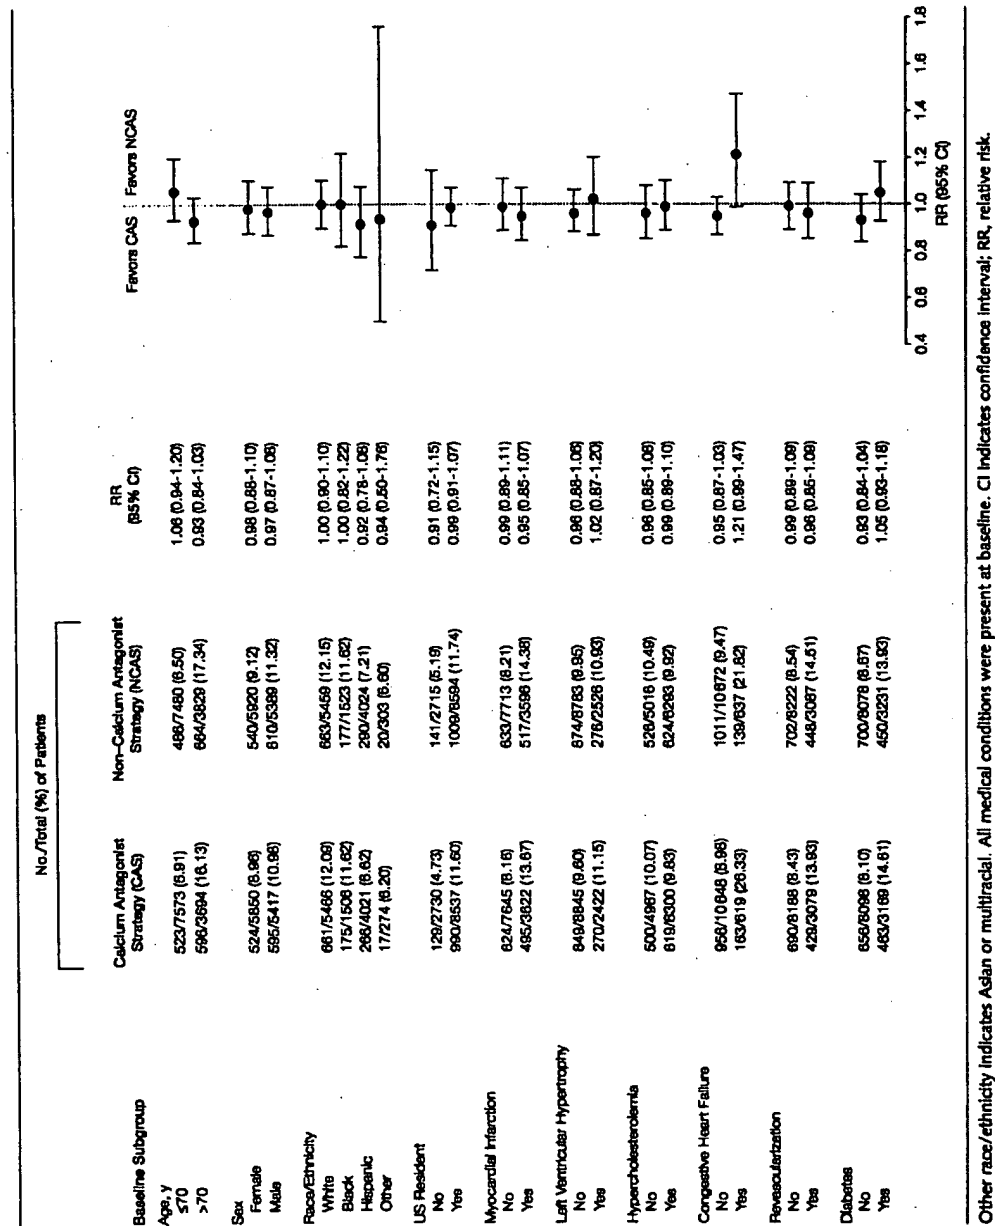 No./Total (%) of Patients
Baseline Subgroup Calcium Antagonist Strategy (CAS) Non–Calcium Antagonist Strategy (NCAS) RR (95% CI) Favors CAS Favors NCAS
Age, y
≤70 523/7573 (6.91) 486/7480 (6.50) 1.06 (0.94-1.20)
>70 596/3694 (16.13) 664/3829 (17.34) 0.93 (0.84-1.03)
Sex
Female 524/5850 (8.96) 540/5920 (9.12) 0.98 (0.88-1.10)
Male 595/5417 (10.98) 610/5389 (11.32) 0.97 (0.87-1.08)
Race/Ethnicity
White 661/5466 (12.09) 663/5459 (12.15) 1.00 (0.90-1.10)
Black 175/1506 (11.62) 177/1523 (11.62) 1.00 (0.82-1.22)
Hispanic 266/4021 (6.62) 290/4024 (7.21) 0.92 (0.78-1.08)
Other 17/274 (6.20) 20/303 (6.60) 0.94 (0.50-1.76)
US Resident
No 129/2730 (4.73) 141/2715 (5.19) 0.91 (0.72-1.15)
Yes 990/8537 (11.60) 1009/8594 (11.74) 0.99 (0.91-1.07)
Myocardial Infarction
No 624/7645 (8.16) 633/7713 (8.21) 0.99 (0.89-1.11)
Yes 495/3622 (13.67) 517/3596 (14.38) 0.95 (0.85-1.07)
Left Ventricular Hypertrophy
No 849/8845 (9.60) 874/8783 (9.95) 0.96 (0.88-1.06)
Yes 270/2422 (11.15) 276/2526 (10.93) 1.02 (0.87-1.20)
Hypercholesterolemia
No 500/4967 (10.07) 526/5016 (10.49) 0.96 (0.85-1.08)
Yes 619/6300 (9.83) 624/6293 (9.92) 0.99 (0.89-1.10)
Congestive Heart Failure
No 956/10648 (8.98) 1011/10672 (9.47) 0.95 (0.87-1.03)
Yes 163/619 (26.33) 139/637 (21.82) 1.21 (0.99-1.47)
Revascularization
No 690/8188 (8.43) 702/8222 (8.54) 0.99 (0.89-1.09)
Yes 429/3079 (13.93) 448/3087 (14.51) 0.96 (0.85-1.09)
Diabetes
No 656/8098 (8.10) 700/8078 (8.67) 0.93 (0.84-1.04)
Yes 463/3169 (14.61) 450/3231 (13.93) 1.05 (0.93-1.18)
0.4 0.6 0.8 1.0 1.2 1.4 1.6 1.8
RR (95% CI)
Other race/ethnicity indicates Asian or multiracial. All medical conditions were present at baseline. CI indicates confidence interval; RR, relative risk.